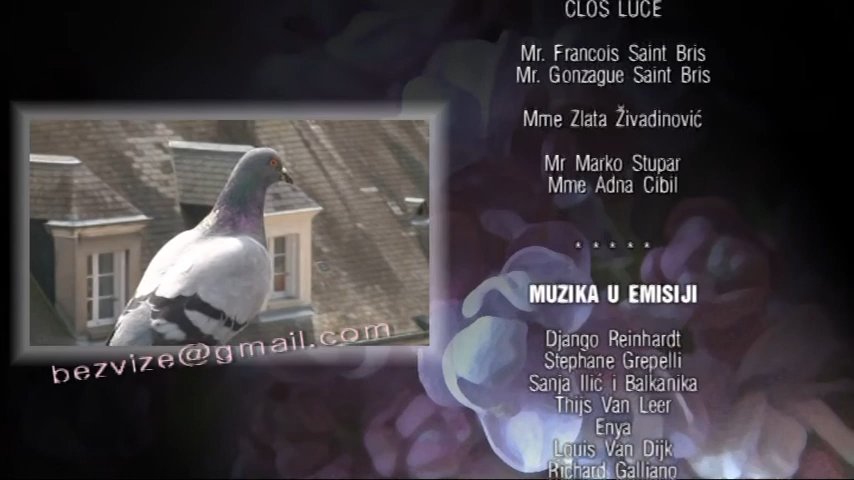 CLOS LUCE
Mr. Francois Saint Bris
Mr. Gonzague Saint Bris
Mme Zlata Živadinović
Mr Marko Stupar
Mme Adna Cibil
* * * * *
MUZIKA U EMISIJI
Django Reinhardt
Stephane Grepelli
Sanja Ilić i Balkanika
Thijs Van Leer
Enya
Louis Van Dijk
Richard Galliano
bezvize@gmail.com